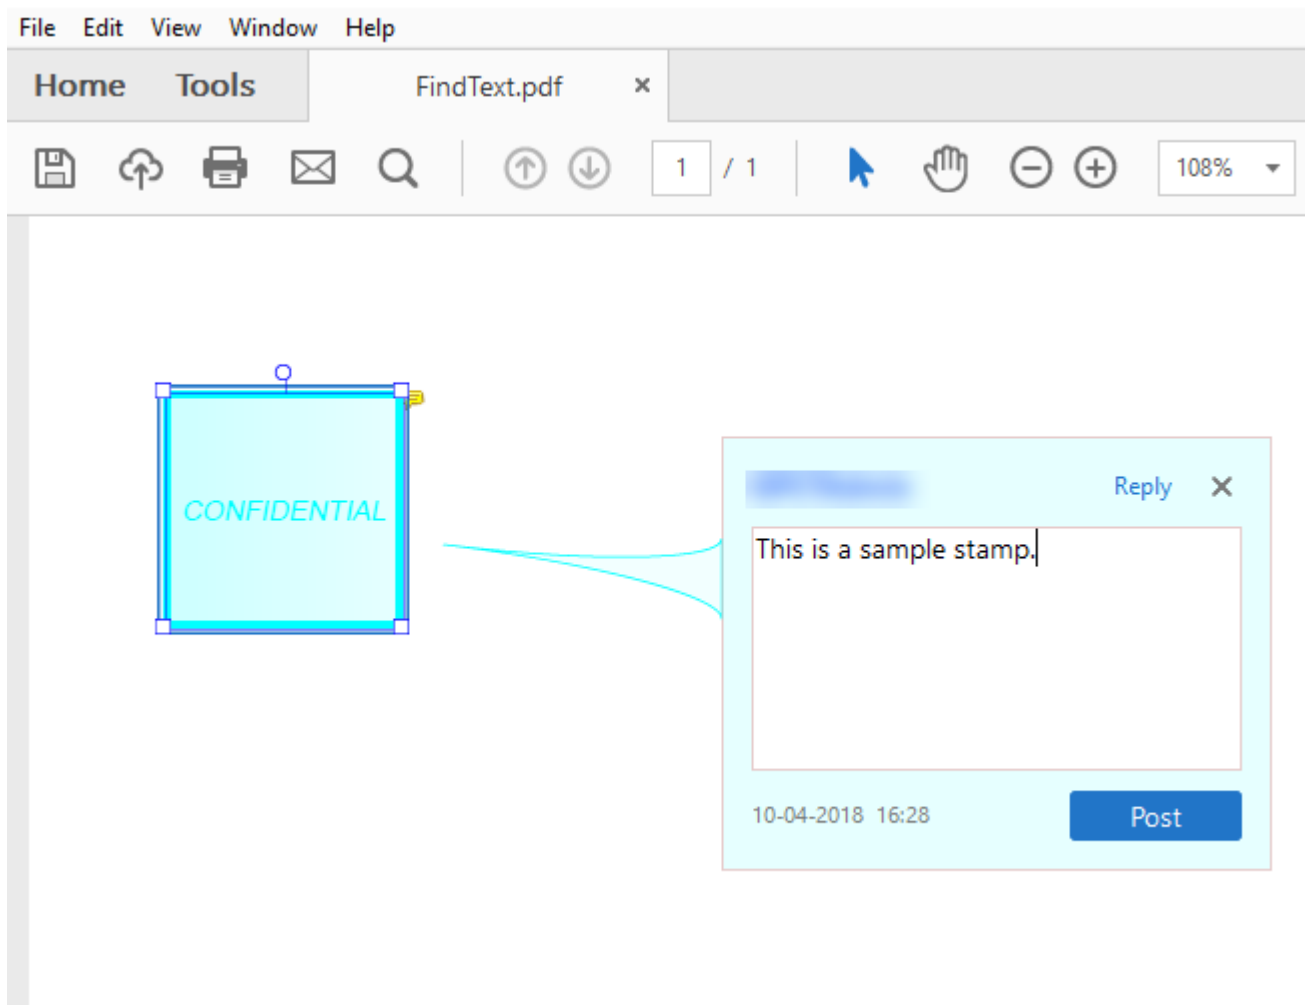 File Edit View Window Help
Home Tools FindText.pdf
1 / 1 108%
CONFIDENTIAL
Reply
This is a sample stamp.
10-04-2018 16:28
Post